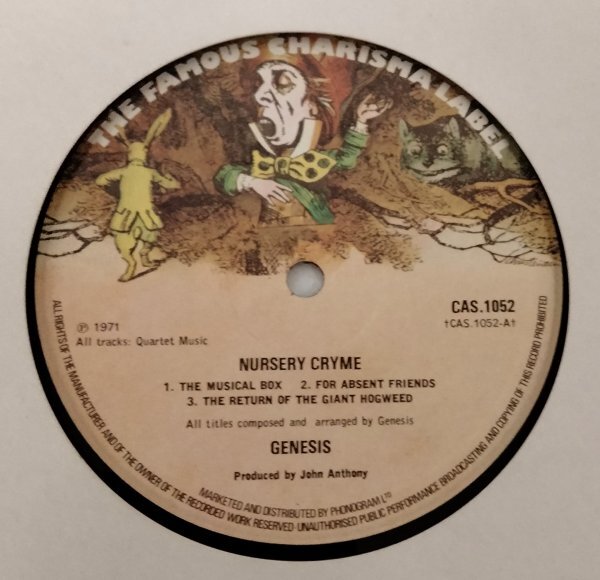 THE FAMOUS CHARISMA LABEL
CAS.1052
℗ 1971
†CAS.1052-A†
All tracks: Quartet Music
NURSERY CRYME
1. THE MUSICAL BOX 2. FOR ABSENT FRIENDS
3. THE RETURN OF THE GIANT HOGWEED
All titles composed and arranged by Genesis
GENESIS
Produced by John Anthony
MARKETED AND DISTRIBUTED BY PHONOGRAM LTD
ALL RIGHTS OF THE MANUFACTURER AND OF THE OWNER OF THE RECORDED WORK RESERVED·UNAUTHORISED PUBLIC PERFORMANCE BROADCASTING AND COPYING OF THIS RECORD PROHIBITED